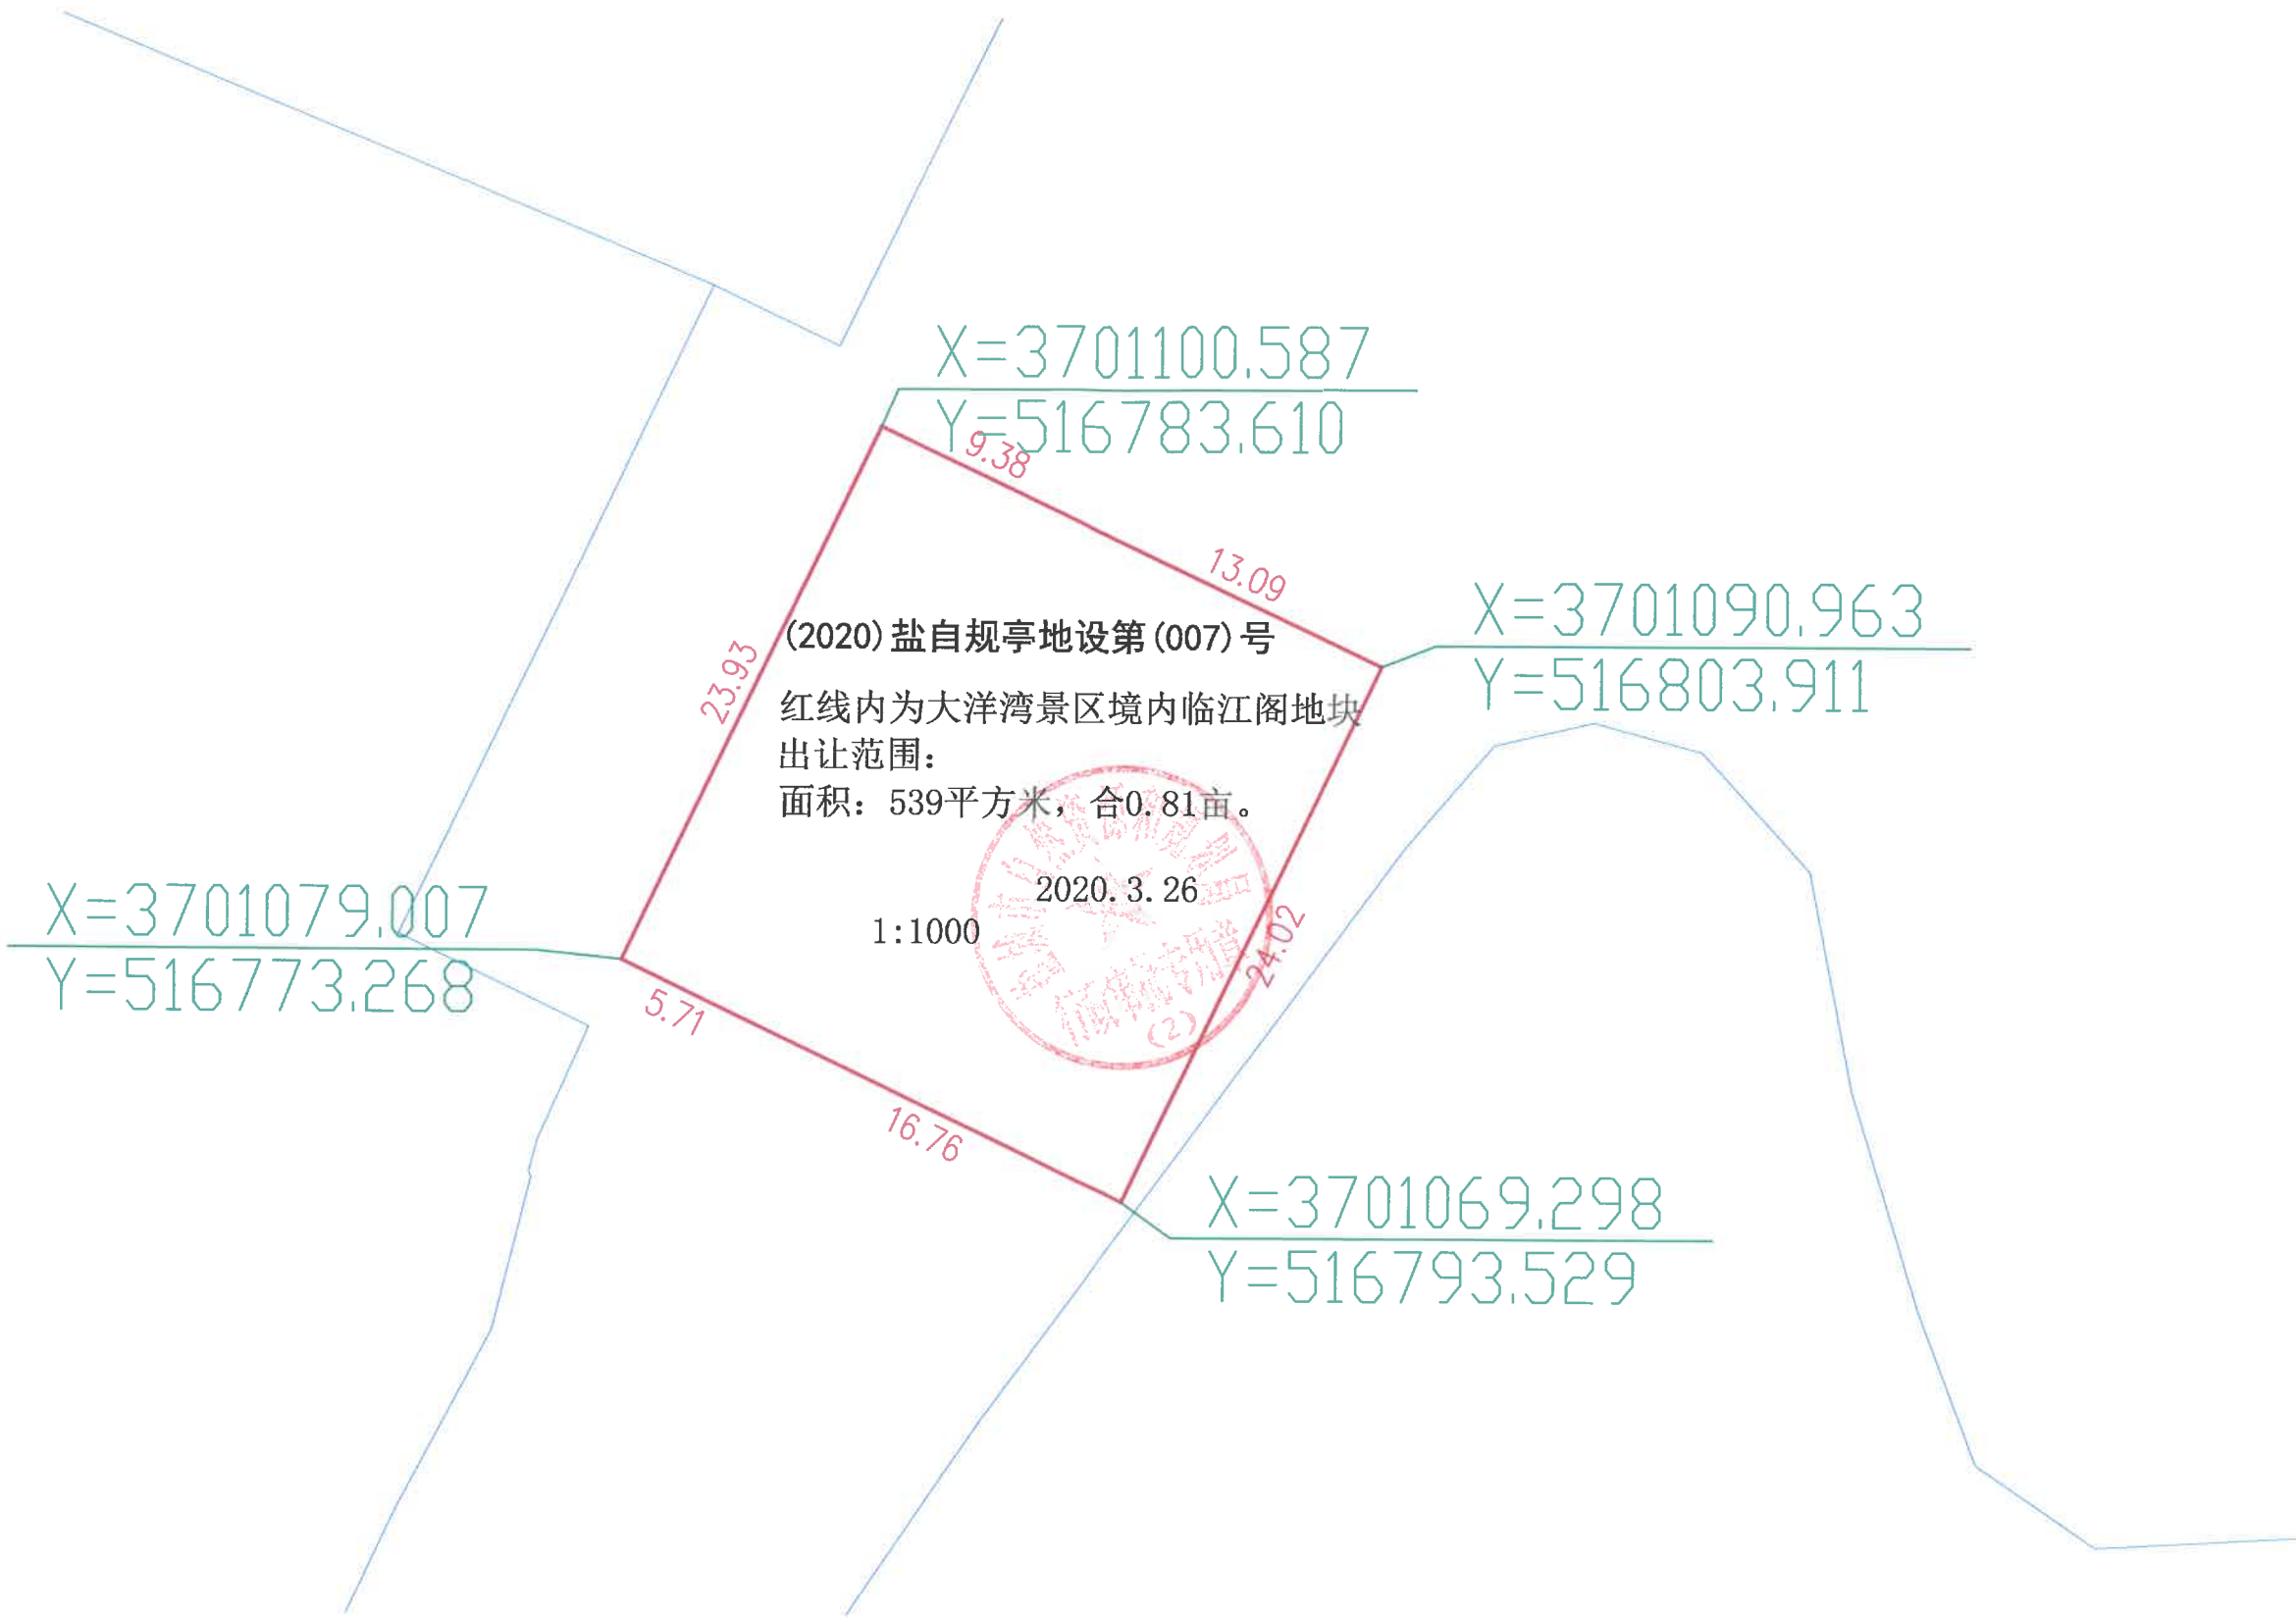 X=3701100.587
Y=516783.610
9.38
13.09
X=3701090.963
Y=516803.911
23.93
(2020)盐自规亭地设第(007)号
红线内为大洋湾景区境内临江阁地块
出让范围：
面积：539平方米，合0.81亩。
2020.3.26
1:1000
24.02
X=3701079.007
Y=516773.268
5.71
16.76
X=3701069.298
Y=516793.529
(2)